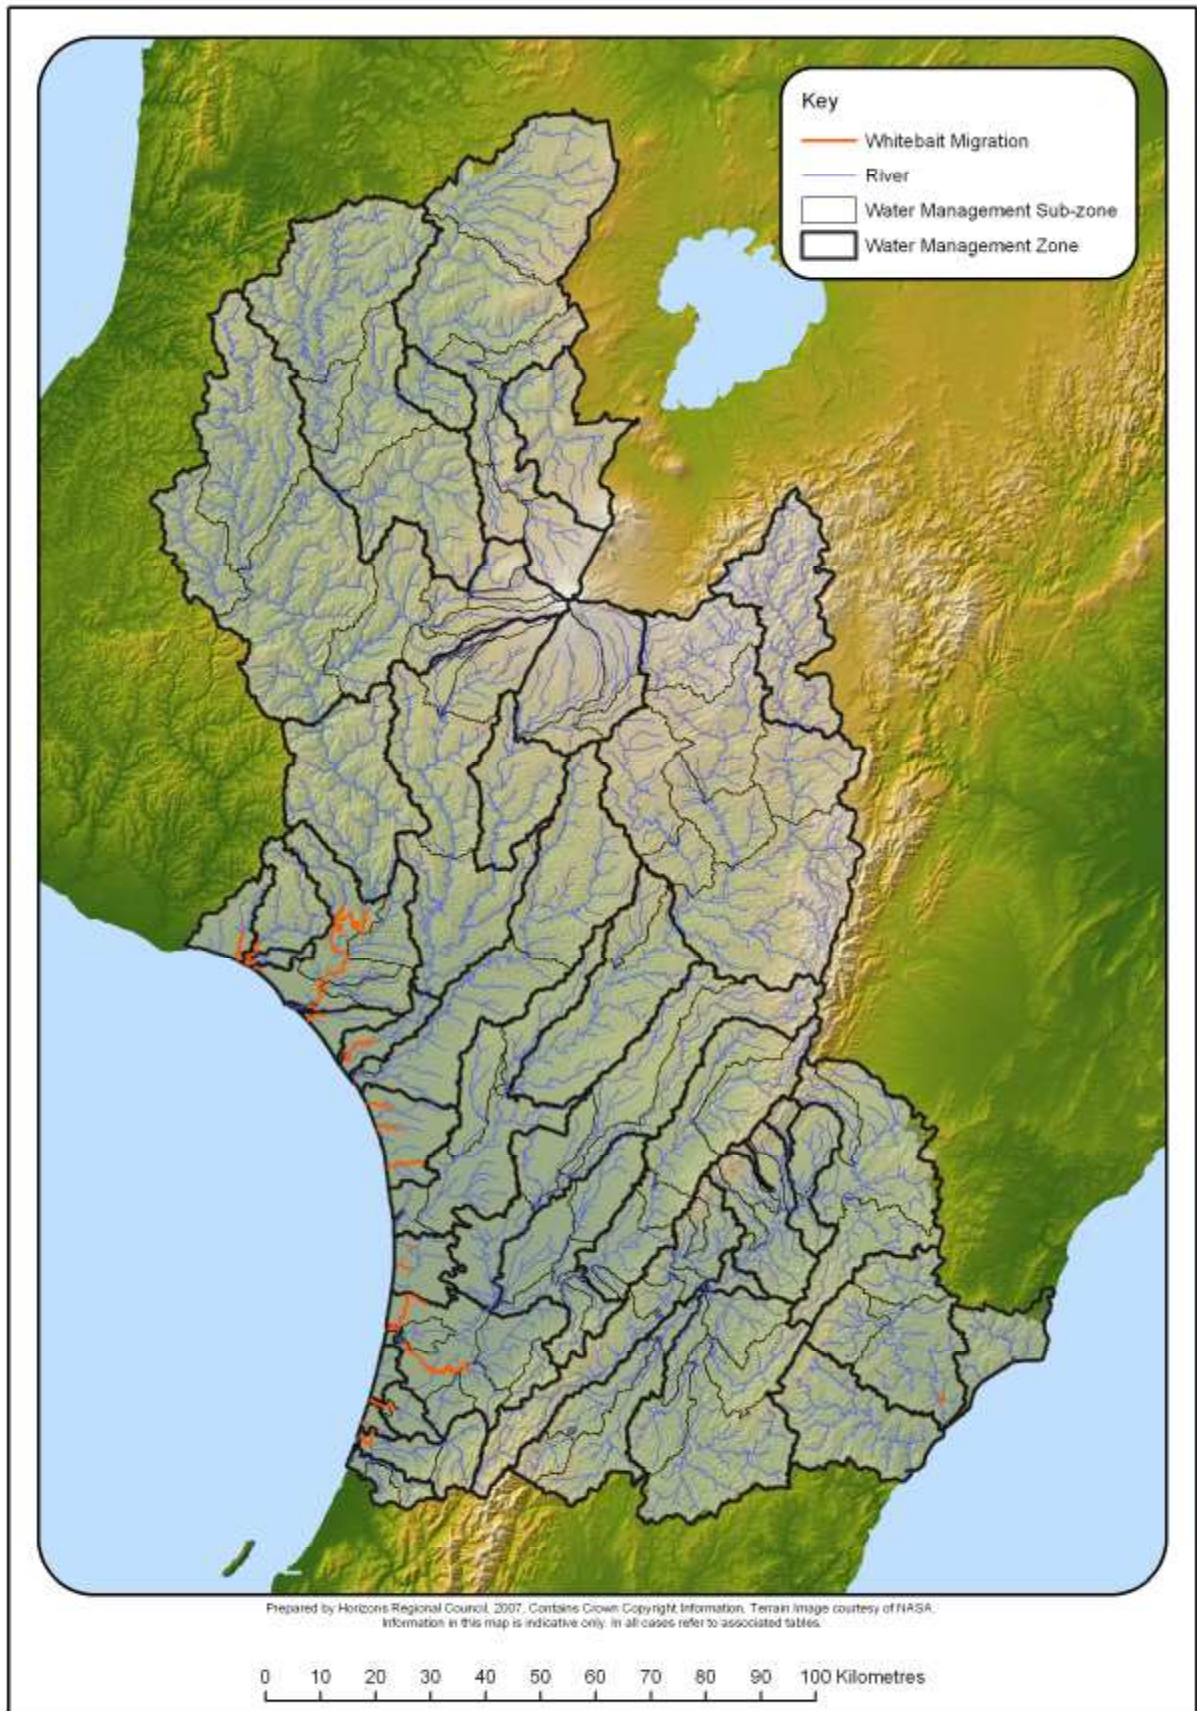 Key
Whitebait Migration
River
Water Management Sub-zone
Water Management Zone
Prepared by Horizons Regional Council, 2007. Contains Crown Copyright Information. Terrain Image courtesy of NASA.
Information in this map is indicative only. In all cases refer to associated tables.
0 10 20 30 40 50 60 70 80 90 100 Kilometres